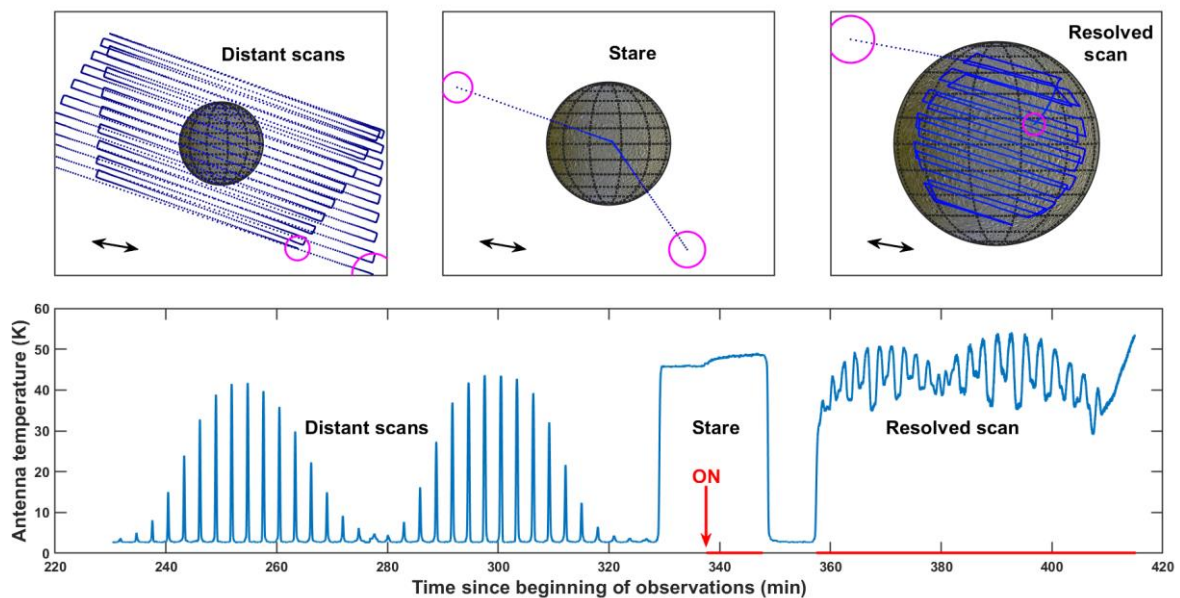 Distant scans
Stare
Resolved
scan
60
50
40
30
20
10
0
Antenna temperature (K)
Distant scans
Stare
Resolved scan
ON
220
240
260
280
300
320
340
360
380
400
420
Time since beginning of observations (min)